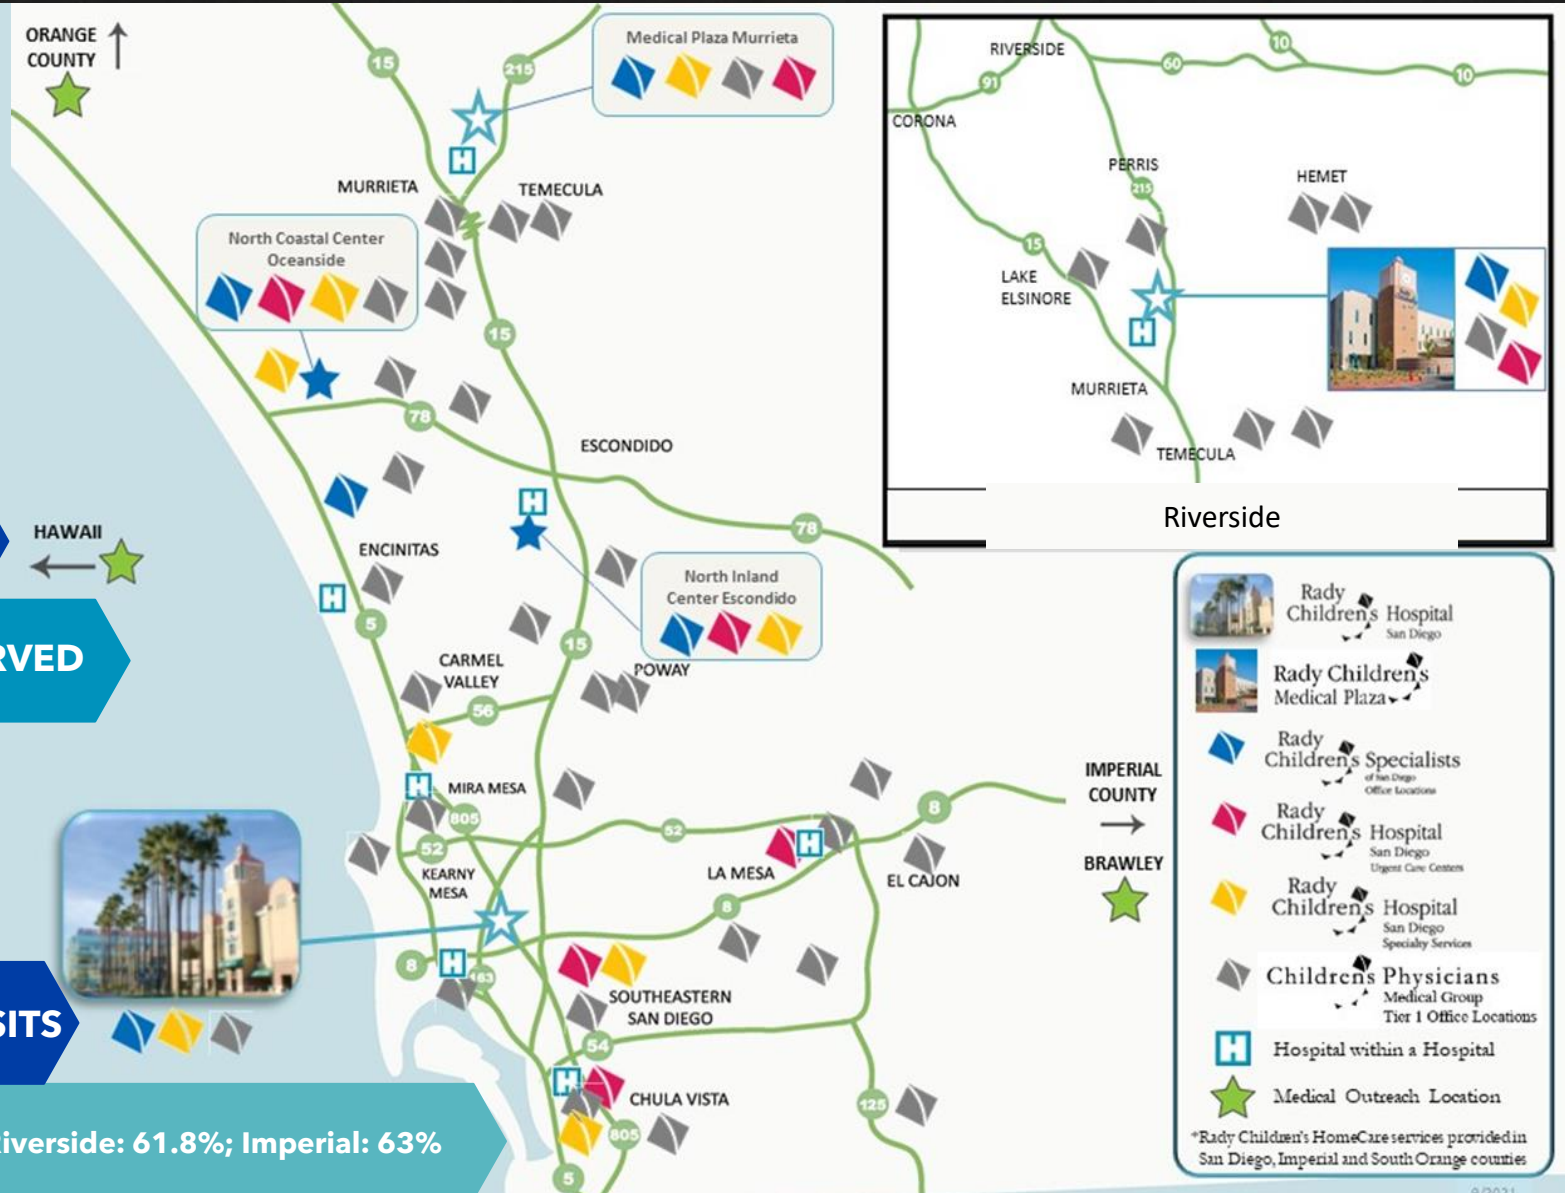 ORANGE
COUNTY
15
215
Medical Plaza Murrieta
MURRIETA
TEMECULA
North Coastal Center
Oceanside
15
78
ESCONDIDO
78
HAWAII
ENCINITAS
5
North Inland
Center Escondido
15
POWAY
CARMEL
VALLEY
56
MIRA MESA
805
52
52
KEARNY
MESA
LA MESA
8
EL CAJON
8
8
163
SOUTHEASTERN
SAN DIEGO
54
CHULA VISTA
805
125
5
IMPERIAL
COUNTY
BRAWLEY
H
H
H
H
H
H
H
RVED
SITS
iverside: 61.8%; Imperial: 63%
RIVERSIDE
10
60
10
91
CORONA
PERRIS
215
HEMET
15
LAKE
ELSINORE
H
MURRIETA
TEMECULA
Riverside
Rady
Children's Hospital
San Diego
Rady Children's
Medical Plaza
Rady
Children's Specialists
of San Diego
Office Locations
Rady
Children's Hospital
San Diego
Urgent Care Centers
Rady
Children's Hospital
San Diego
Specialty Services
Children's Physicians
Medical Group
Tier 1 Office Locations
H Hospital within a Hospital
Medical Outreach Location
*Rady Children's HomeCare services provided in
San Diego, Imperial and South Orange counties